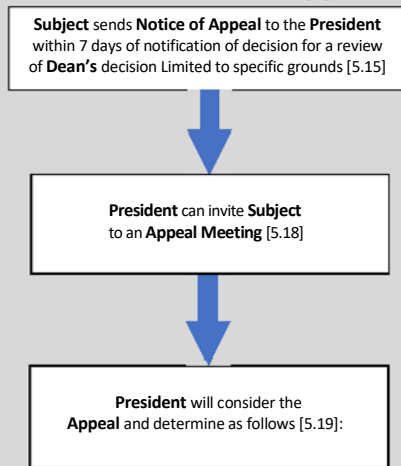 Subject sends Notice of Appeal to the President
within 7 days of notification of decision for a review
of Dean's decision Limited to specific grounds [5.15]
President can invite Subject
to an Appeal Meeting [5.18]
President will consider the
Appeal and determine as follows [5.19]: